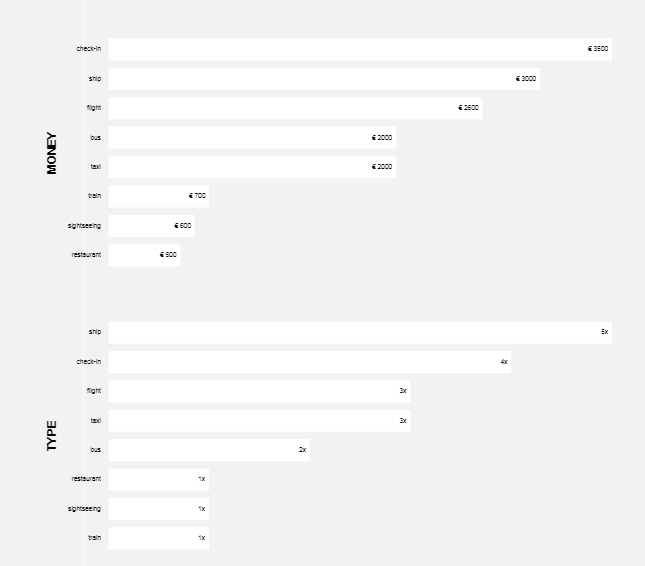 MONEY
check-in € 3500
ship € 3000
flight € 2600
bus € 2000
taxi € 2000
train € 700
sightseeing € 600
restaurant € 500
TYPE
ship 5x
check-in 4x
flight 3x
taxi 3x
bus 2x
restaurant 1x
sightseeing 1x
train 1x